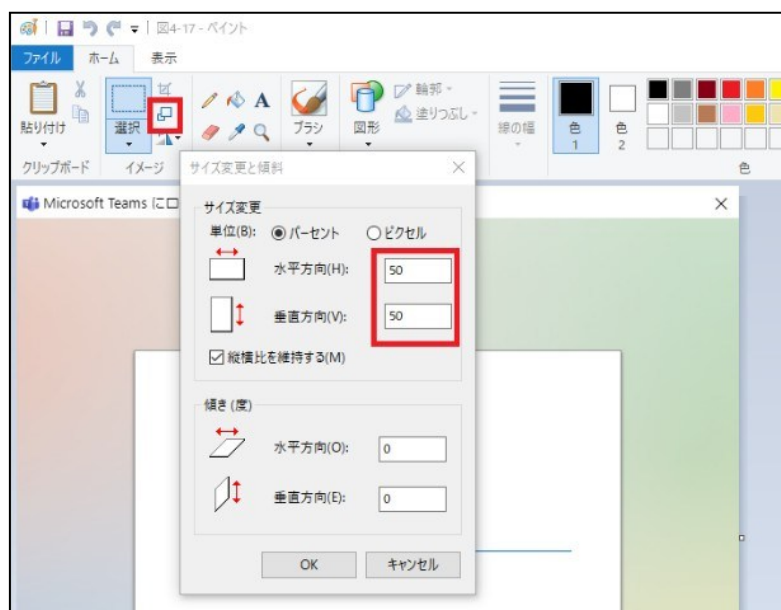 図4-17 - ペイント
ファイル ホーム 表示
貼り付け
選択
A
ブラシ
図形
輪郭
塗りつぶし
線の幅
色
1
色
2
クリップボード イメージ 色
サイズ変更と傾斜
Microsoft Teams にロ
サイズ変更
単位(B): パーセント ピクセル
水平方向(H): 50
垂直方向(V): 50
縦横比を維持する(M)
傾き (度)
水平方向(O): 0
垂直方向(E): 0
OK キャンセル